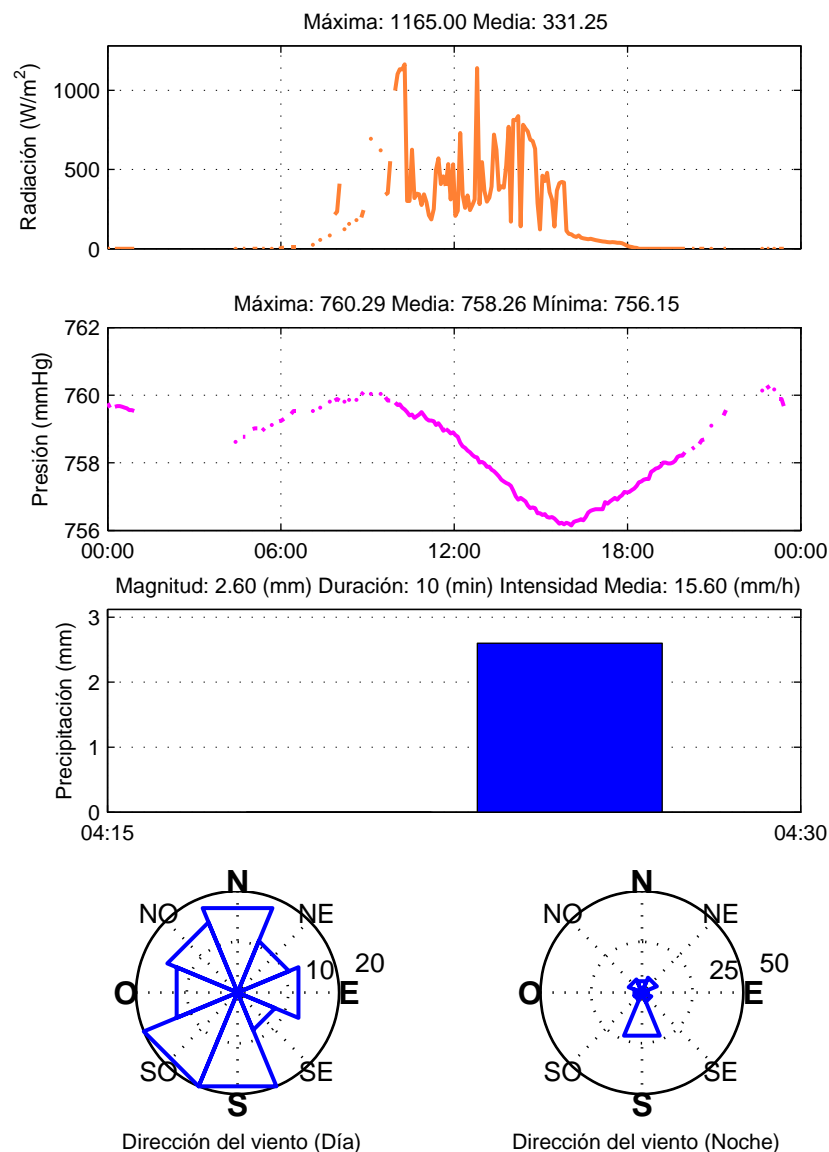 Máxima: 1165.00 Media: 331.25
Radiación (W/m²)
1000
500
0
Máxima: 760.29 Media: 758.26 Mínima: 756.15
Presión (mmHg)
762
760
758
756
00:00 06:00 12:00 18:00 00:00
Magnitud: 2.60 (mm) Duración: 10 (min) Intensidad Media: 15.60 (mm/h)
Precipitación (mm)
3
2
1
0
04:15 04:30
N N
NO NE NO NE
10 20 25 50
O E O E
SO SE SO SE
S S
Dirección del viento (Día) Dirección del viento (Noche)